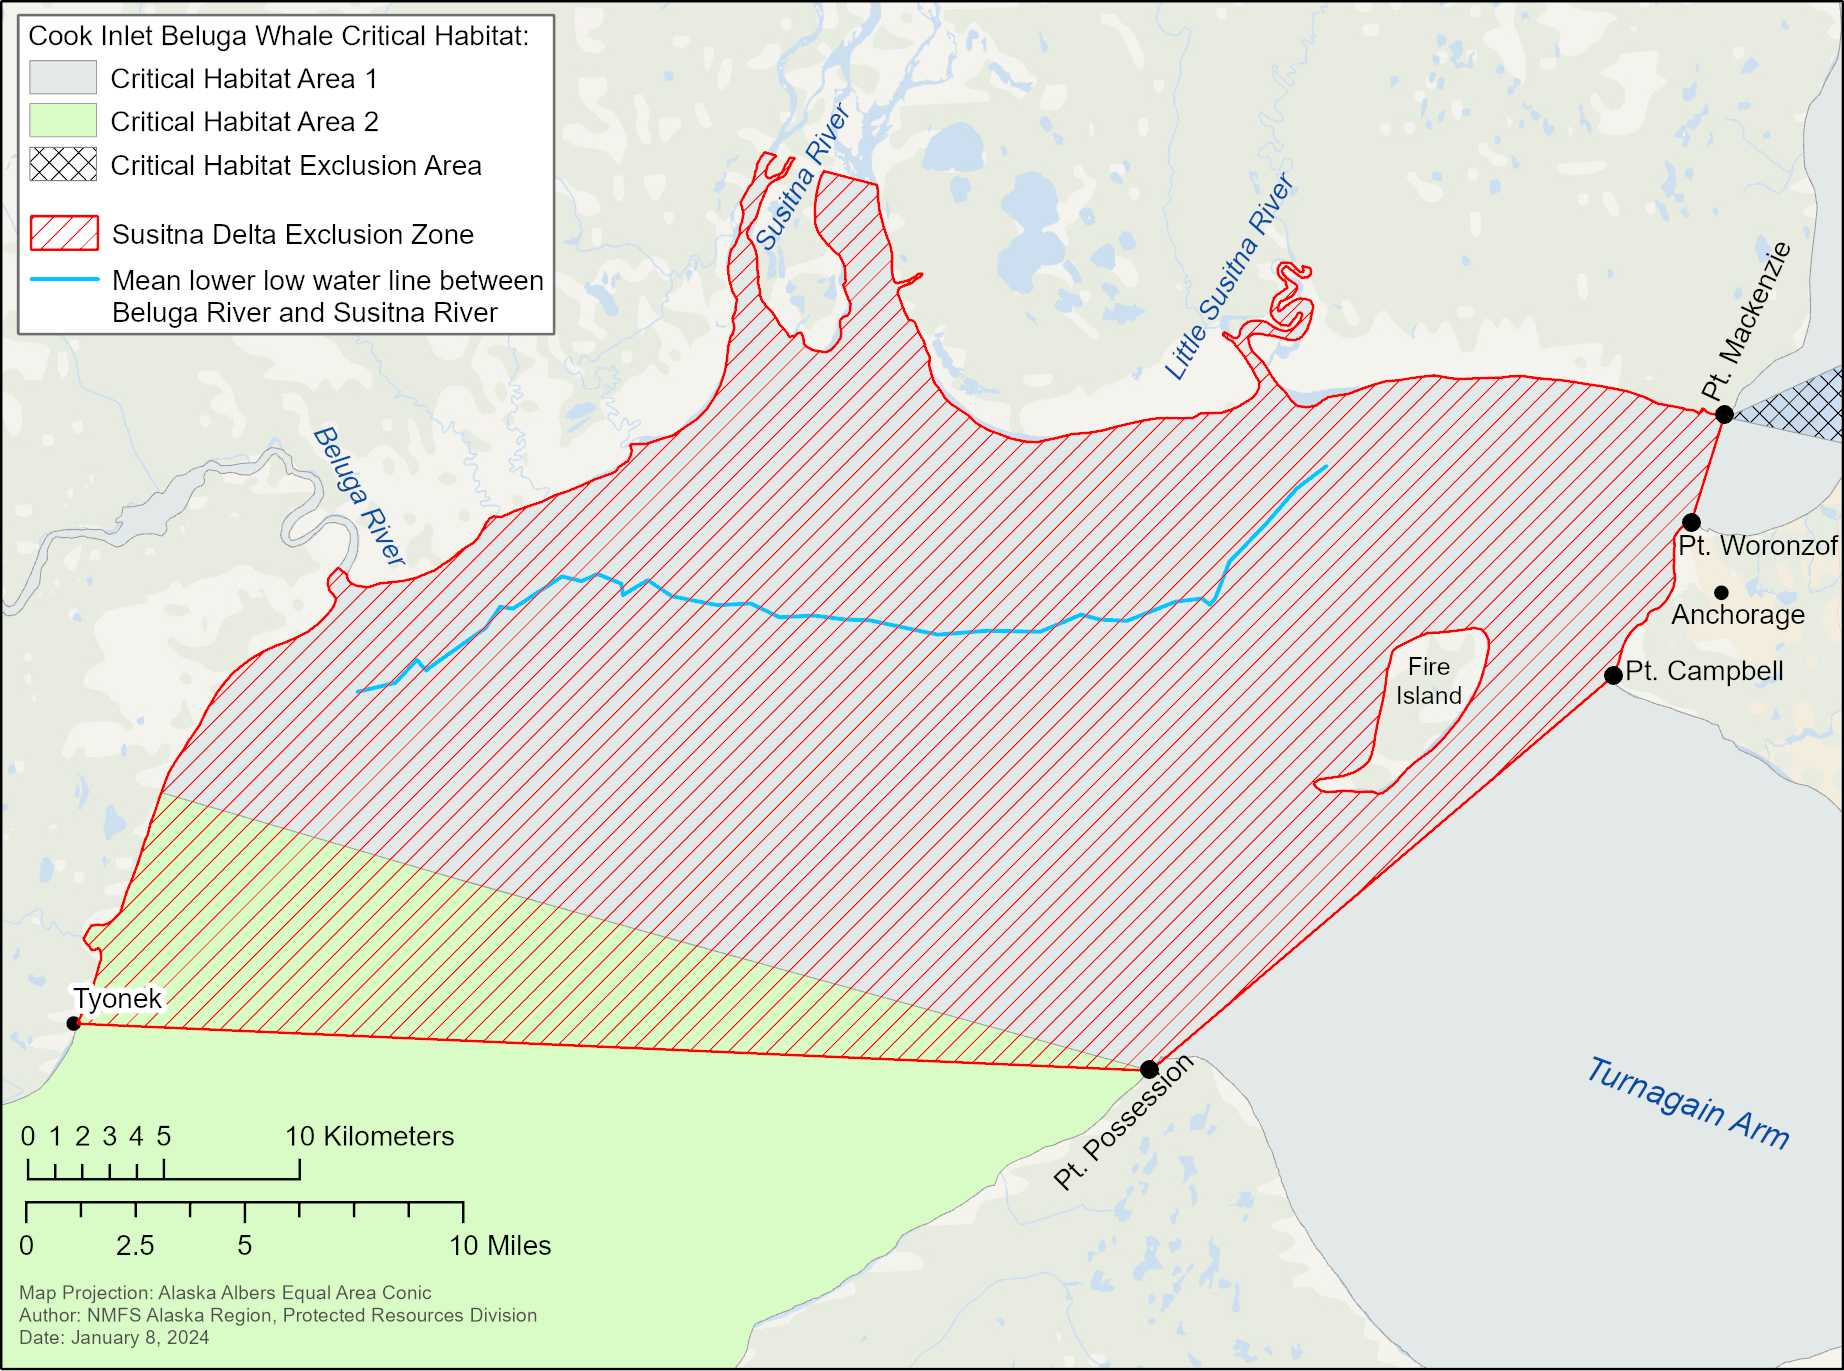 Cook Inlet Beluga Whale Critical Habitat:
Critical Habitat Area 1
Critical Habitat Area 2
Critical Habitat Exclusion Area
Susitna Delta Exclusion Zone
Mean lower low water line between
Beluga River and Susitna River
Susitna River
Little Susitna River
Pt. Mackenzie
Beluga River
Pt. Woronzof
Anchorage
Fire
Island
Pt. Campbell
Tyonek
Pt. Possession
Turnagain Arm
0 1 2 3 4 5 10 Kilometers
0 2.5 5 10 Miles
Map Projection: Alaska Albers Equal Area Conic
Author: NMFS Alaska Region, Protected Resources Division
Date: January 8, 2024